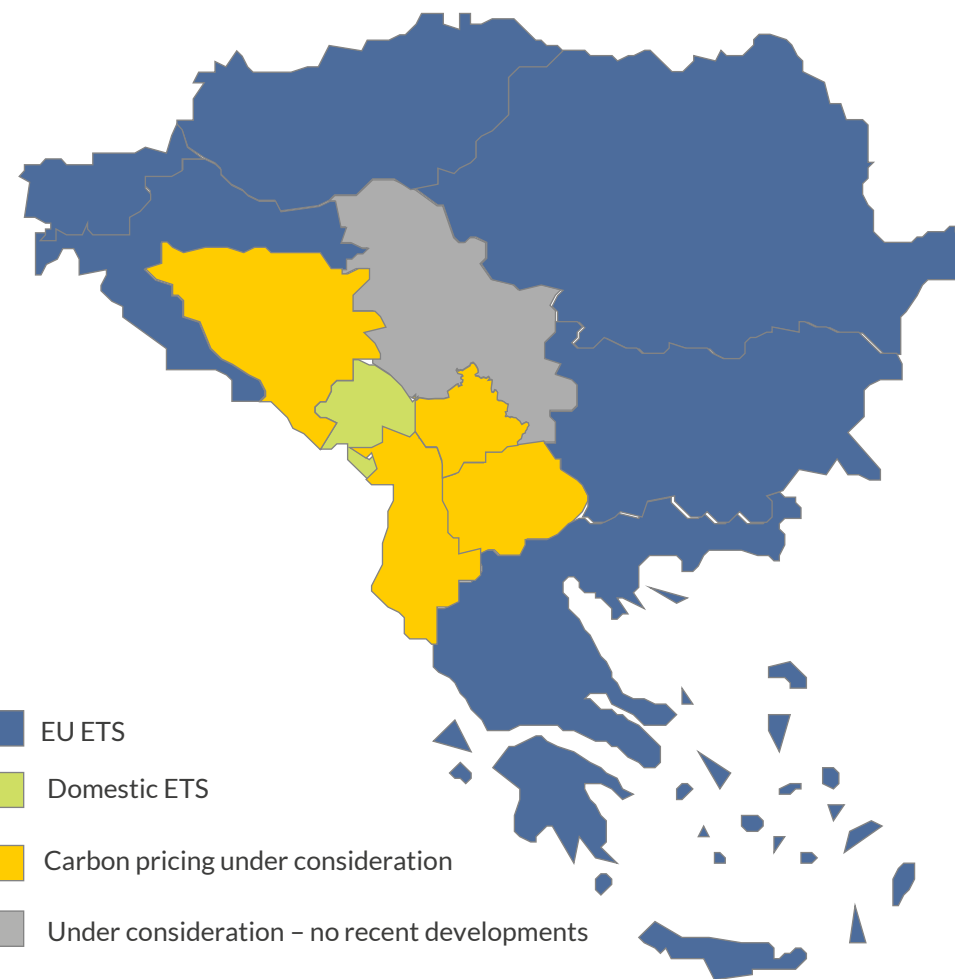 EU ETS
Domestic ETS
Carbon pricing under consideration
Under consideration – no recent developments